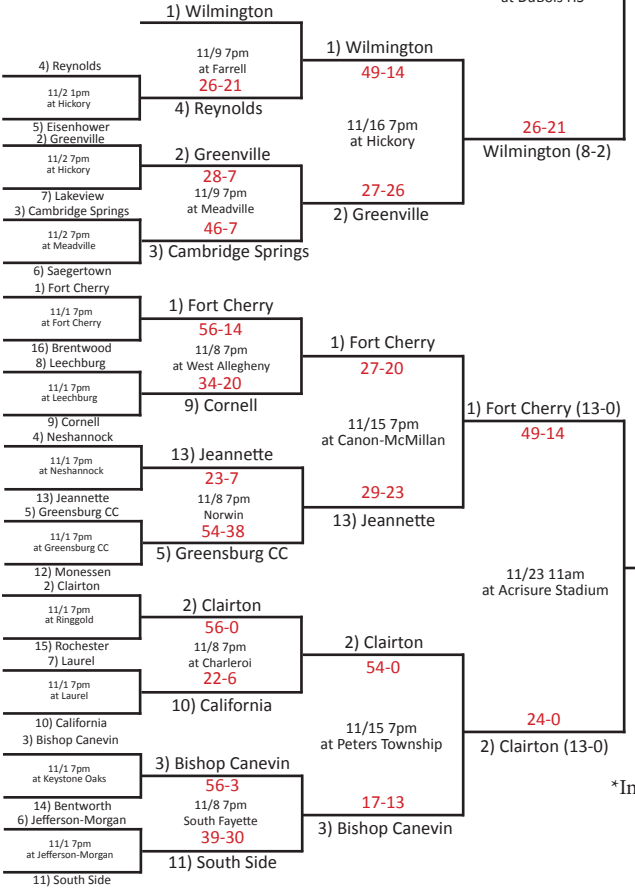 at DuBois HS
1) Wilmington
11/9 7pm
at Farrell
26-21
4) Reynolds
4) Reynolds
11/2 1pm
at Hickory
5) Eisenhower
1) Wilmington
49-14
11/16 7pm
at Hickory
27-26
2) Greenville
26-21
Wilmington (8-2)
2) Greenville
11/2 7pm
at Hickory
7) Lakeview
2) Greenville
28-7
11/9 7pm
at Meadville
46-7
3) Cambridge Springs
3) Cambridge Springs
11/2 7pm
at Meadville
6) Saegertown
1) Fort Cherry
11/1 7pm
at Fort Cherry
16) Brentwood
1) Fort Cherry
56-14
11/8 7pm
at West Allegheny
34-20
9) Cornell
8) Leechburg
11/1 7pm
at Leechburg
9) Cornell
1) Fort Cherry
27-20
11/15 7pm
at Canon-McMillan
29-23
13) Jeannette
1) Fort Cherry (13-0)
49-14
4) Neshannock
11/1 7pm
at Neshannock
13) Jeannette
13) Jeannette
23-7
11/8 7pm
Norwin
54-38
5) Greensburg CC
5) Greensburg CC
11/1 7pm
at Greensburg CC
12) Monessen
11/23 11am
at Acrisure Stadium
2) Clairton
11/1 7pm
at Ringgold
15) Rochester
2) Clairton
56-0
11/8 7pm
at Charleroi
22-6
10) California
7) Laurel
11/1 7pm
at Laurel
10) California
2) Clairton
54-0
11/15 7pm
at Peters Township
17-13
3) Bishop Canevin
24-0
2) Clairton (13-0)
3) Bishop Canevin
11/1 7pm
at Keystone Oaks
14) Bentworth
3) Bishop Canevin
56-3
11/8 7pm
South Fayette
39-30
11) South Side
6) Jefferson-Morgan
11/1 7pm
at Jefferson-Morgan
11) South Side
*In